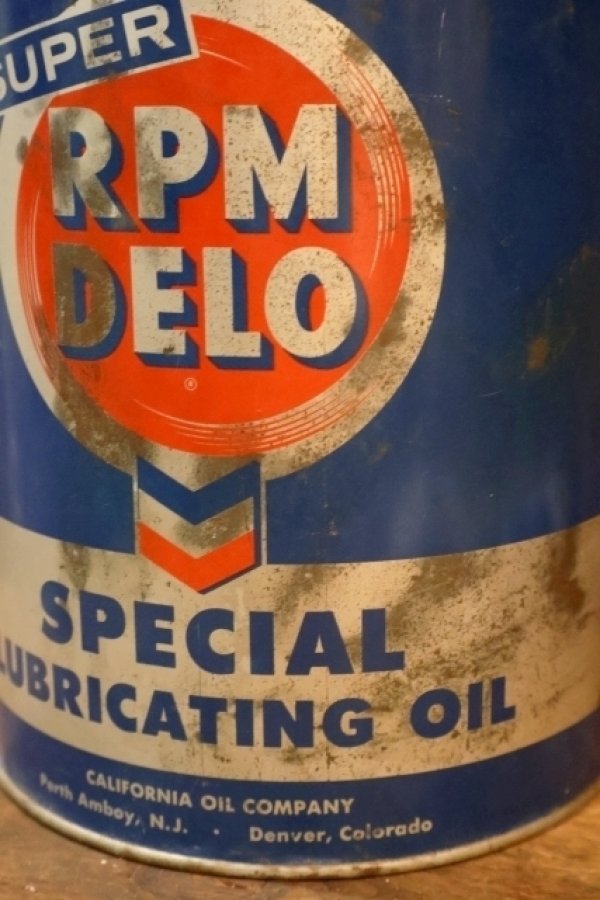 SUPER
RPM
DELO
®
SPECIAL
LUBRICATING OIL
CALIFORNIA OIL COMPANY
Perth Amboy, N.J. · Denver, Colorado